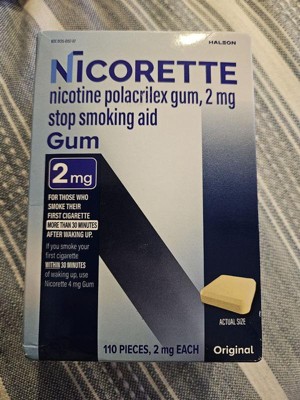 HALEON
NICORETTE
nicotine polacrilex gum, 2 mg
stop smoking aid
Gum
2 mg
FOR THOSE WHO
SMOKE THEIR
FIRST CIGARETTE
MORE THAN 30 MINUTES
AFTER WAKING UP.
If you smoke your
first cigarette
WITHIN 30 MINUTES
of waking up, use
Nicorette 4 mg Gum
ACTUAL SIZE
110 PIECES, 2 mg EACH
Original